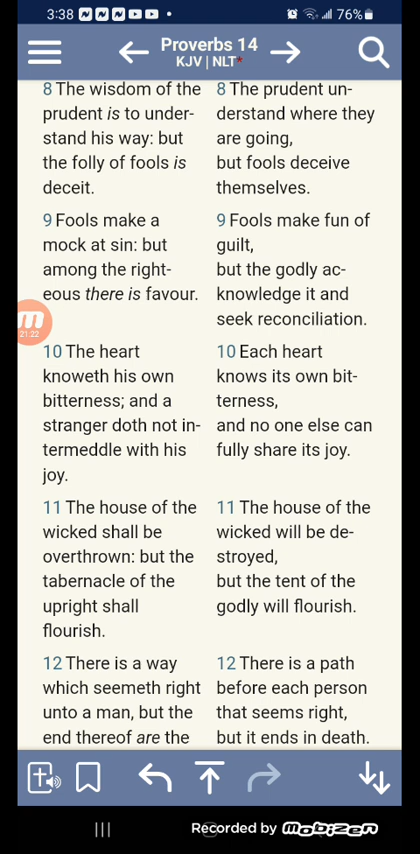 3:38
76%
Proverbs 14
KJV | NLT*
8 The wisdom of the
prudent is to under-
stand his way: but
the folly of fools is
deceit.
9 Fools make a
mock at sin: but
among the right-
eous there is favour.
10 The heart
knoweth his own
bitterness; and a
stranger doth not in-
termeddle with his
joy.
11 The house of the
wicked shall be
overthrown: but the
tabernacle of the
upright shall
flourish.
12 There is a way
which seemeth right
unto a man, but the
end thereof are the
8 The prudent un-
derstand where they
are going,
but fools deceive
themselves.
9 Fools make fun of
guilt,
but the godly ac-
knowledge it and
seek reconciliation.
10 Each heart
knows its own bit-
terness,
and no one else can
fully share its joy.
11 The house of the
wicked will be de-
stroyed,
but the tent of the
godly will flourish.
12 There is a path
before each person
that seems right,
but it ends in death.
m
21:22
Recorded by Mobizen